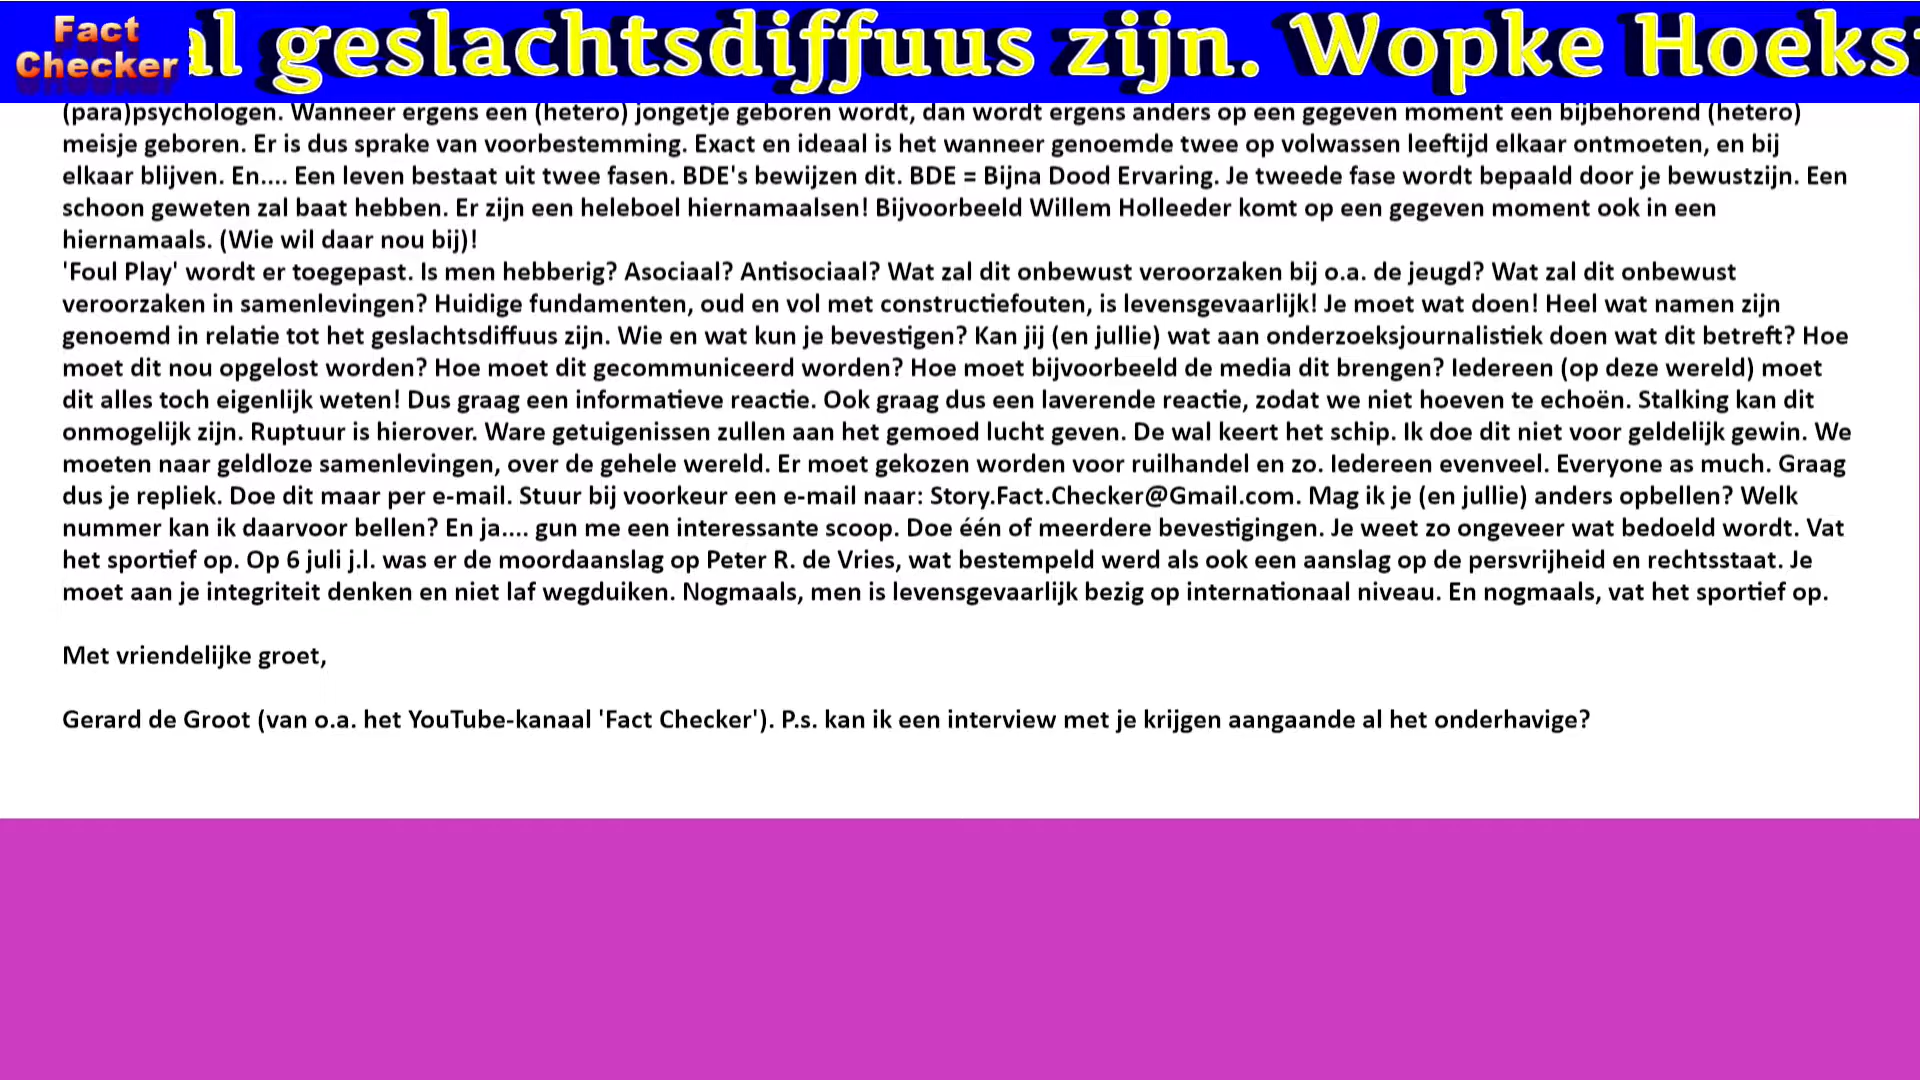 Fact
Checker
al geslachtsdiffuus zijn. Wopke Hoeks
(para)psychologen. Wanneer ergens een (hetero) jongetje geboren wordt, dan wordt ergens anders op een gegeven moment een bijbehorend (hetero)
meisje geboren. Er is dus sprake van voorbestemming. Exact en ideaal is het wanneer genoemde twee op volwassen leeftijd elkaar ontmoeten, en bij
elkaar blijven. En.... Een leven bestaat uit twee fasen. BDE's bewijzen dit. BDE = Bijna Dood Ervaring. Je tweede fase wordt bepaald door je bewustzijn. Een
schoon geweten zal baat hebben. Er zijn een heleboel hiernamaalsen! Bijvoorbeeld Willem Holleeder komt op een gegeven moment ook in een
hiernamaals. (Wie wil daar nou bij)!
'Foul Play' wordt er toegepast. Is men hebberig? Asociaal? Antisociaal? Wat zal dit onbewust veroorzaken bij o.a. de jeugd? Wat zal dit onbewust
veroorzaken in samenlevingen? Huidige fundamenten, oud en vol met constructiefouten, is levensgevaarlijk! Je moet wat doen! Heel wat namen zijn
genoemd in relatie tot het geslachtsdiffuus zijn. Wie en wat kun je bevestigen? Kan jij (en jullie) wat aan onderzoeksjournalistiek doen wat dit betreft? Hoe
moet dit nou opgelost worden? Hoe moet dit gecommuniceerd worden? Hoe moet bijvoorbeeld de media dit brengen? Iedereen (op deze wereld) moet
dit alles toch eigenlijk weten! Dus graag een informatieve reactie. Ook graag dus een laverende reactie, zodat we niet hoeven te echoën. Stalking kan dit
onmogelijk zijn. Ruptuur is hierover. Ware getuigenissen zullen aan het gemoed lucht geven. De wal keert het schip. Ik doe dit niet voor geldelijk gewin. We
moeten naar geldloze samenlevingen, over de gehele wereld. Er moet gekozen worden voor ruilhandel en zo. Iedereen evenveel. Everyone as much. Graag
dus je repliek. Doe dit maar per e-mail. Stuur bij voorkeur een e-mail naar: Story.Fact.Checker@Gmail.com. Mag ik je (en jullie) anders opbellen? Welk
nummer kan ik daarvoor bellen? En ja.... gun me een interessante scoop. Doe één of meerdere bevestigingen. Je weet zo ongeveer wat bedoeld wordt. Vat
het sportief op. Op 6 juli j.l. was er de moordaanslag op Peter R. de Vries, wat bestempeld werd als ook een aanslag op de persvrijheid en rechtsstaat. Je
moet aan je integriteit denken en niet laf wegduiken. Nogmaals, men is levensgevaarlijk bezig op internationaal niveau. En nogmaals, vat het sportief op.
Met vriendelijke groet,
Gerard de Groot (van o.a. het YouTube-kanaal 'Fact Checker'). P.s. kan ik een interview met je krijgen aangaande al het onderhavige?